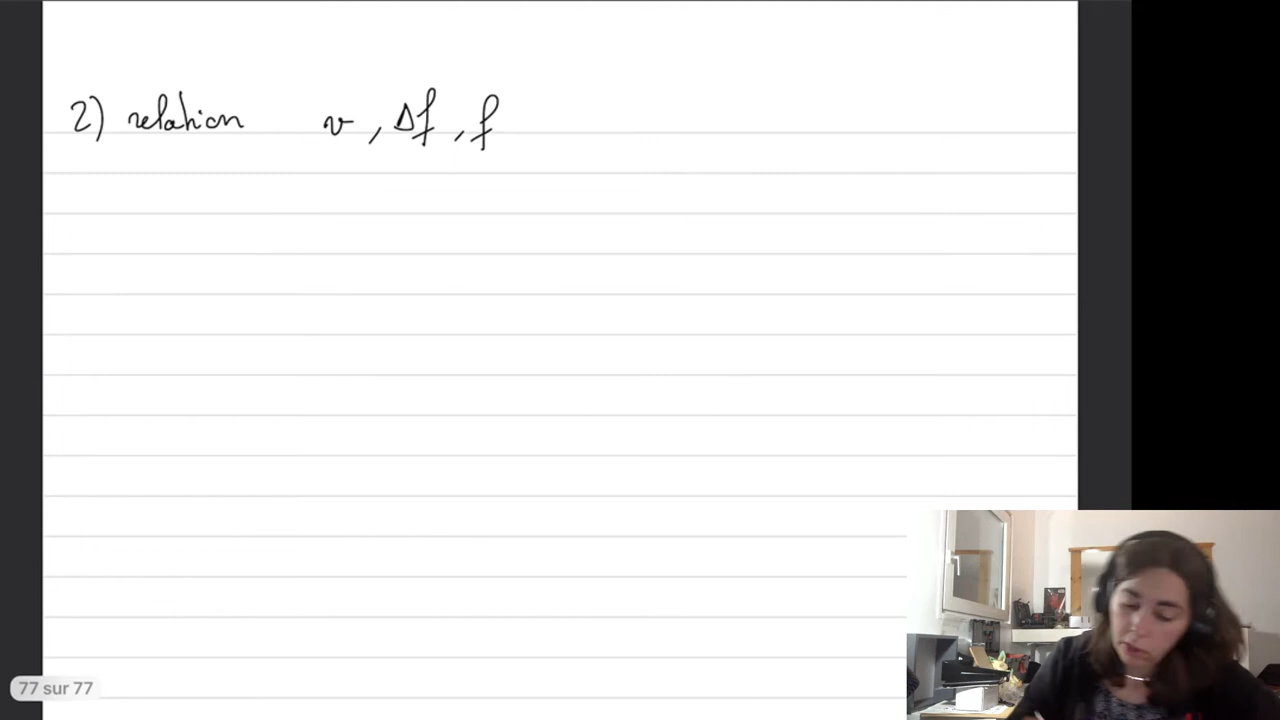 2) relation v, Δf, f
77 sur 77